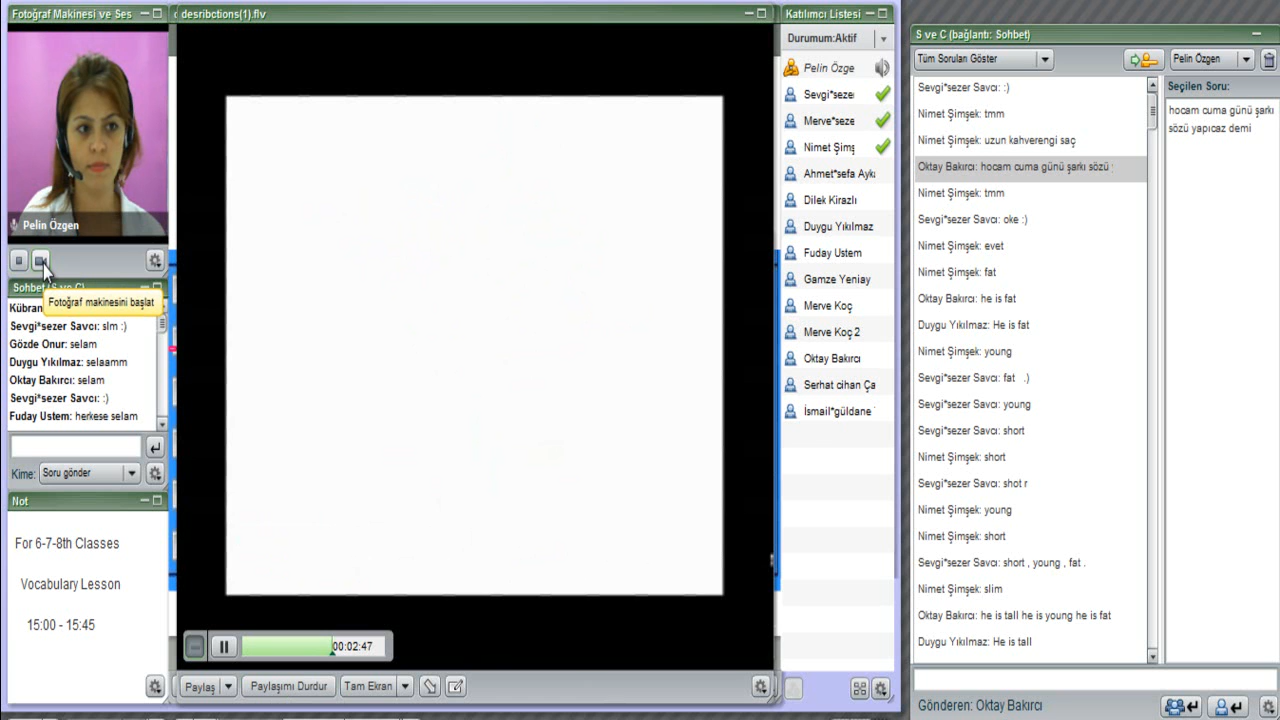 Fotoğraf Makinesi ve Ses
Pelin Özgen
Fotoğraf makinesini başlat
Sohbet (S ve C)
Kübran
Sevgi*sezer Savcı: slm :)
Gözde Onur: selam
Duygu Yıkılmaz: selaamm
Oktay Bakırcı: selam
Sevgi*sezer Savcı: :)
Fuday Ustem: herkese selam
Kime: Soru gönder
Not
For 6-7-8th Classes
Vocabulary Lesson
15:00 - 15:45
desribctions(1).flv
00:02:47
Paylaş
Paylaşımı Durdur
Tam Ekran
Katılımcı Listesi
Durumum:Aktif
Pelin Özge
Sevgi*seze
Merve*seze
Nimet Şimş
Ahmet*sefa Aykı
Dilek Kirazlı
Duygu Yıkılmaz
Fuday Ustem
Gamze Yeniay
Merve Koç
Merve Koç 2
Oktay Bakırcı
Serhat cihan Ça
İsmail*güldane
S ve C (bağlantı: Sohbet)
Tüm Soruları Göster
Pelin Özgen
Sevgi*sezer Savcı: :)
Nimet Şimşek: tmm
Nimet Şimşek: uzun kahverengi saç
Oktay Bakırcı: hocam cuma günü şarkı sözü
Nimet Şimşek: tmm
Sevgi*sezer Savcı: oke :)
Nimet Şimşek: evet
Nimet Şimşek: fat
Oktay Bakırcı: he is fat
Duygu Yıkılmaz: He is fat
Nimet Şimşek: young
Sevgi*sezer Savcı: fat .)
Sevgi*sezer Savcı: young
Sevgi*sezer Savcı: short
Nimet Şimşek: short
Sevgi*sezer Savcı: shot r
Nimet Şimşek: young
Nimet Şimşek: short
Sevgi*sezer Savcı: short , young , fat .
Nimet Şimşek: slim
Oktay Bakırcı: he is tall he is young he is fat
Duygu Yıkılmaz: He is tall
Seçilen Soru:
hocam cuma günü şarkı
sözü yapıcaz demi
Gönderen: Oktay Bakırcı